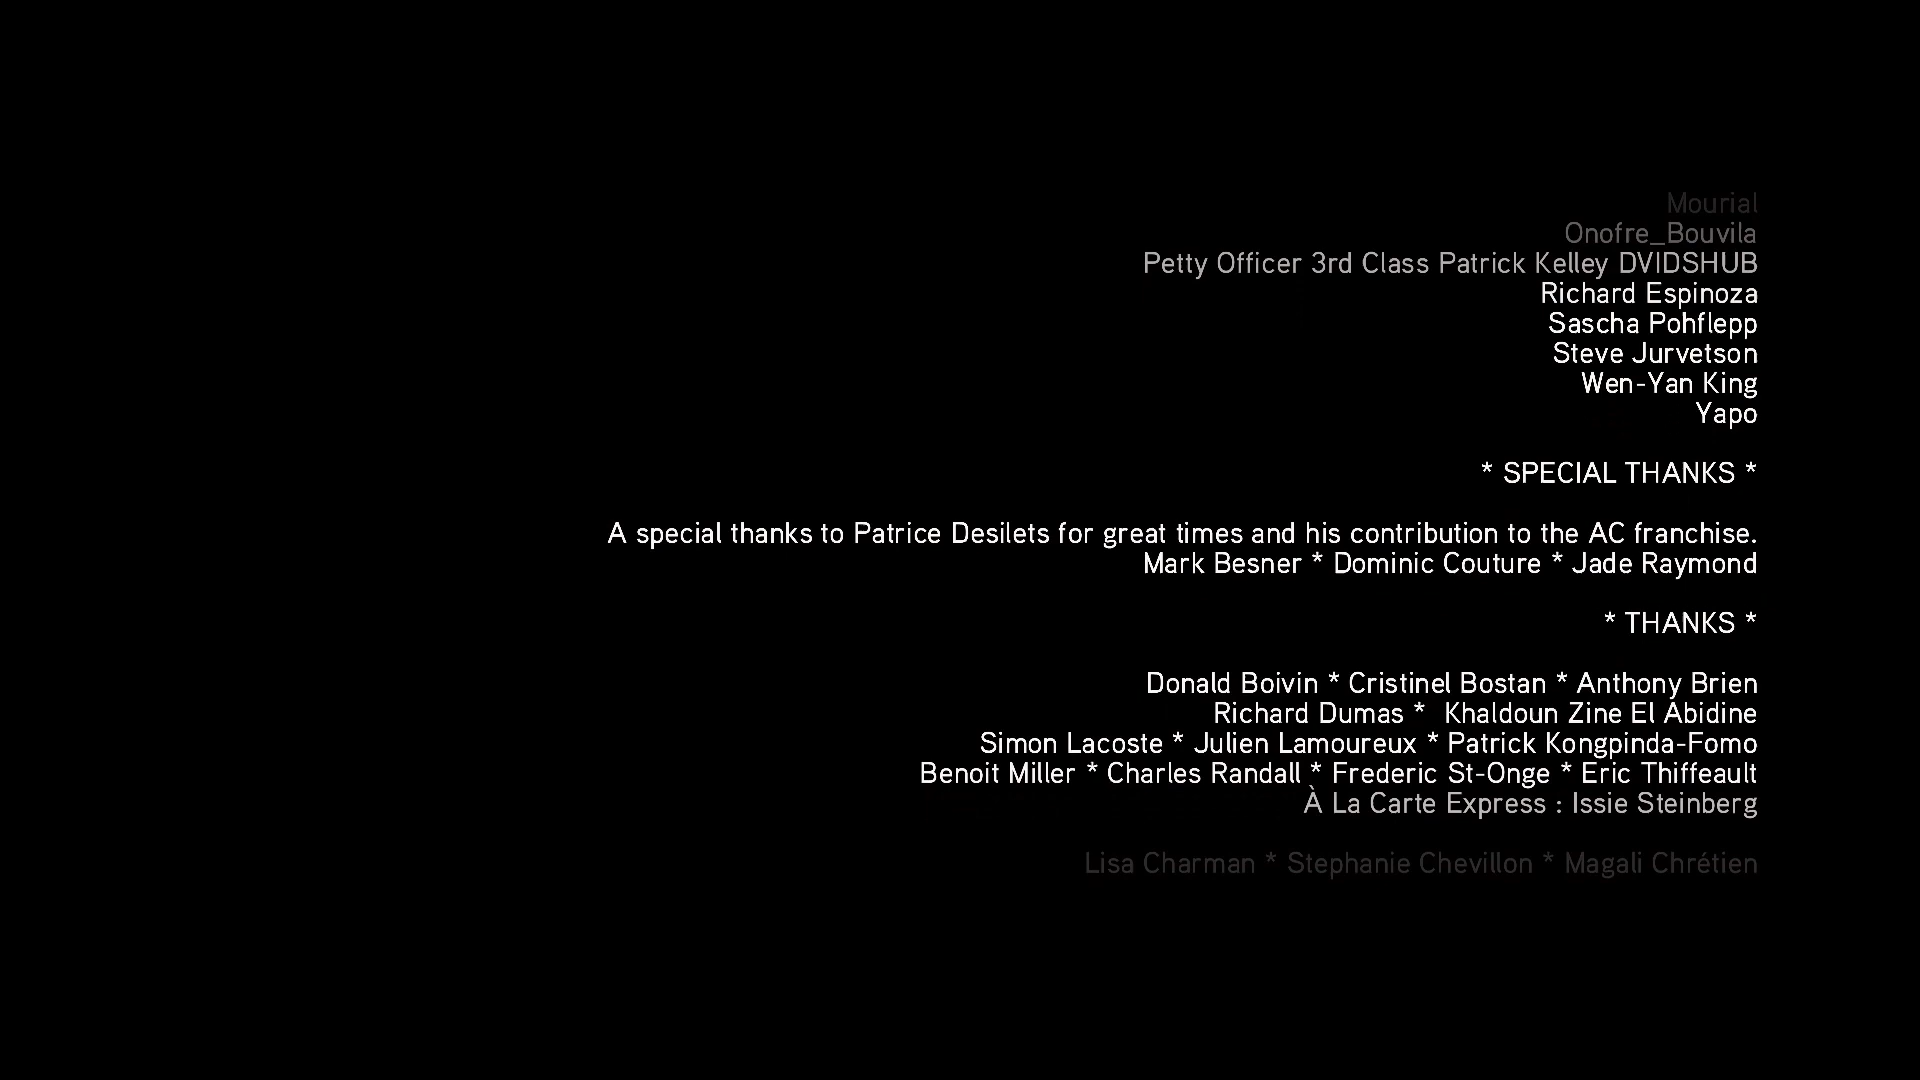 Mourial
Onofre_Bouvila
Petty Officer 3rd Class Patrick Kelley DVIDSHUB
Richard Espinoza
Sascha Pohflepp
Steve Jurvetson
Wen-Yan King
Yapo
* SPECIAL THANKS *
A special thanks to Patrice Desilets for great times and his contribution to the AC franchise.
Mark Besner * Dominic Couture * Jade Raymond
* THANKS *
Donald Boivin * Cristinel Bostan * Anthony Brien
Richard Dumas *  Khaldoun Zine El Abidine
Simon Lacoste * Julien Lamoureux * Patrick Kongpinda-Fomo
Benoit Miller * Charles Randall * Frederic St-Onge * Eric Thiffeault
À La Carte Express : Issie Steinberg
Lisa Charman * Stephanie Chevillon * Magali Chrétien